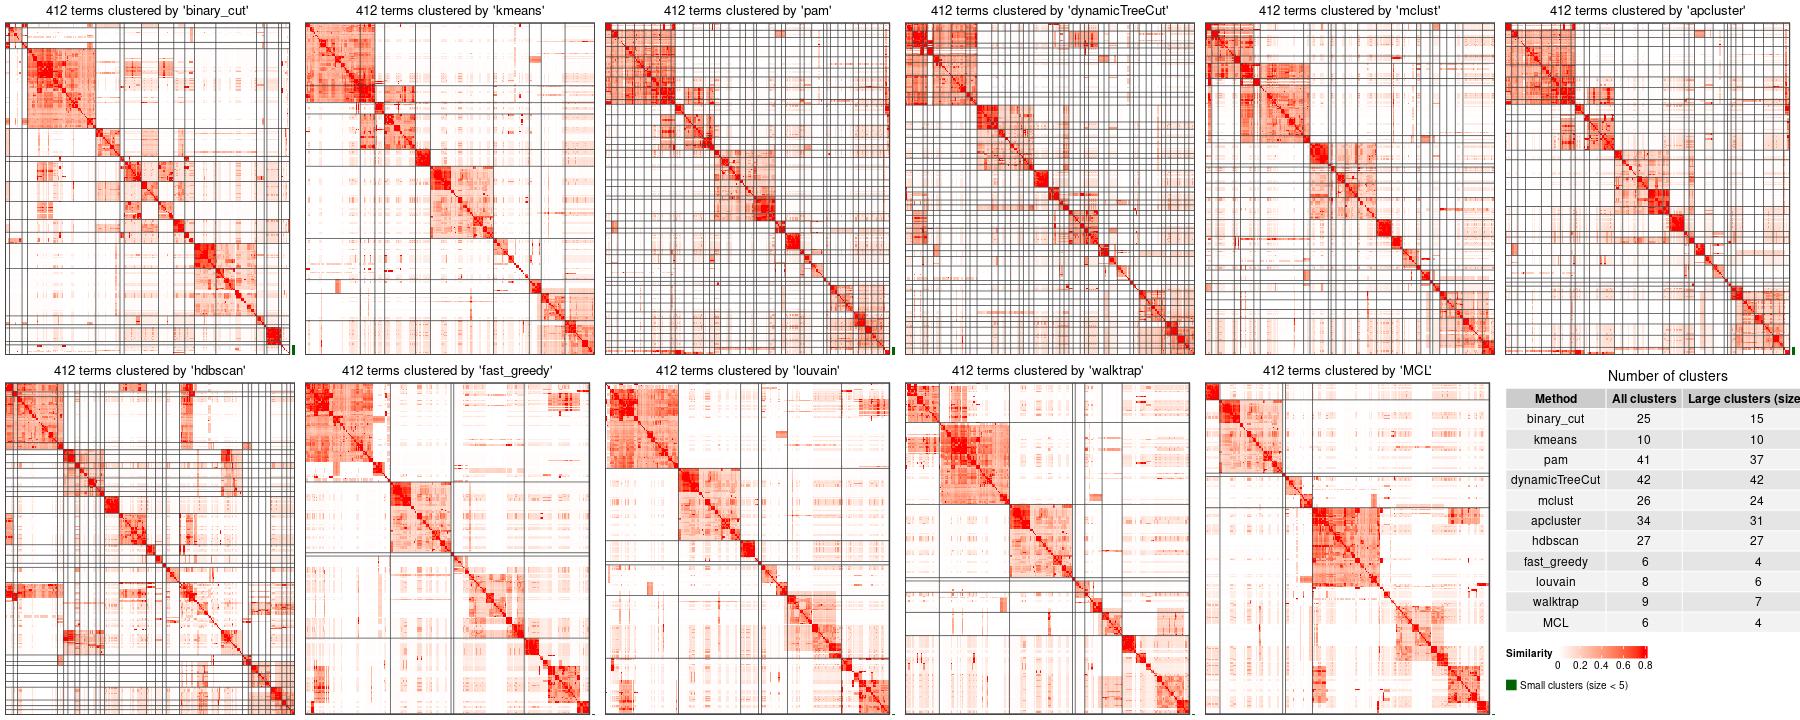 412 terms clustered by 'binary_cut'
412 terms clustered by 'kmeans'
412 terms clustered by 'pam'
412 terms clustered by 'dynamicTreeCut'
412 terms clustered by 'mclust'
412 terms clustered by 'apcluster'
412 terms clustered by 'hdbscan'
412 terms clustered by 'fast_greedy'
412 terms clustered by 'louvain'
412 terms clustered by 'walktrap'
412 terms clustered by 'MCL'
Number of clusters
Method All clusters Large clusters (size
binary_cut 25 15
kmeans 10 10
pam 41 37
dynamicTreeCut 42 42
mclust 26 24
apcluster 34 31
hdbscan 27 27
fast_greedy 6 4
louvain 8 6
walktrap 9 7
MCL 6 4
Similarity
0 0.2 0.4 0.6 0.8
Small clusters (size < 5)